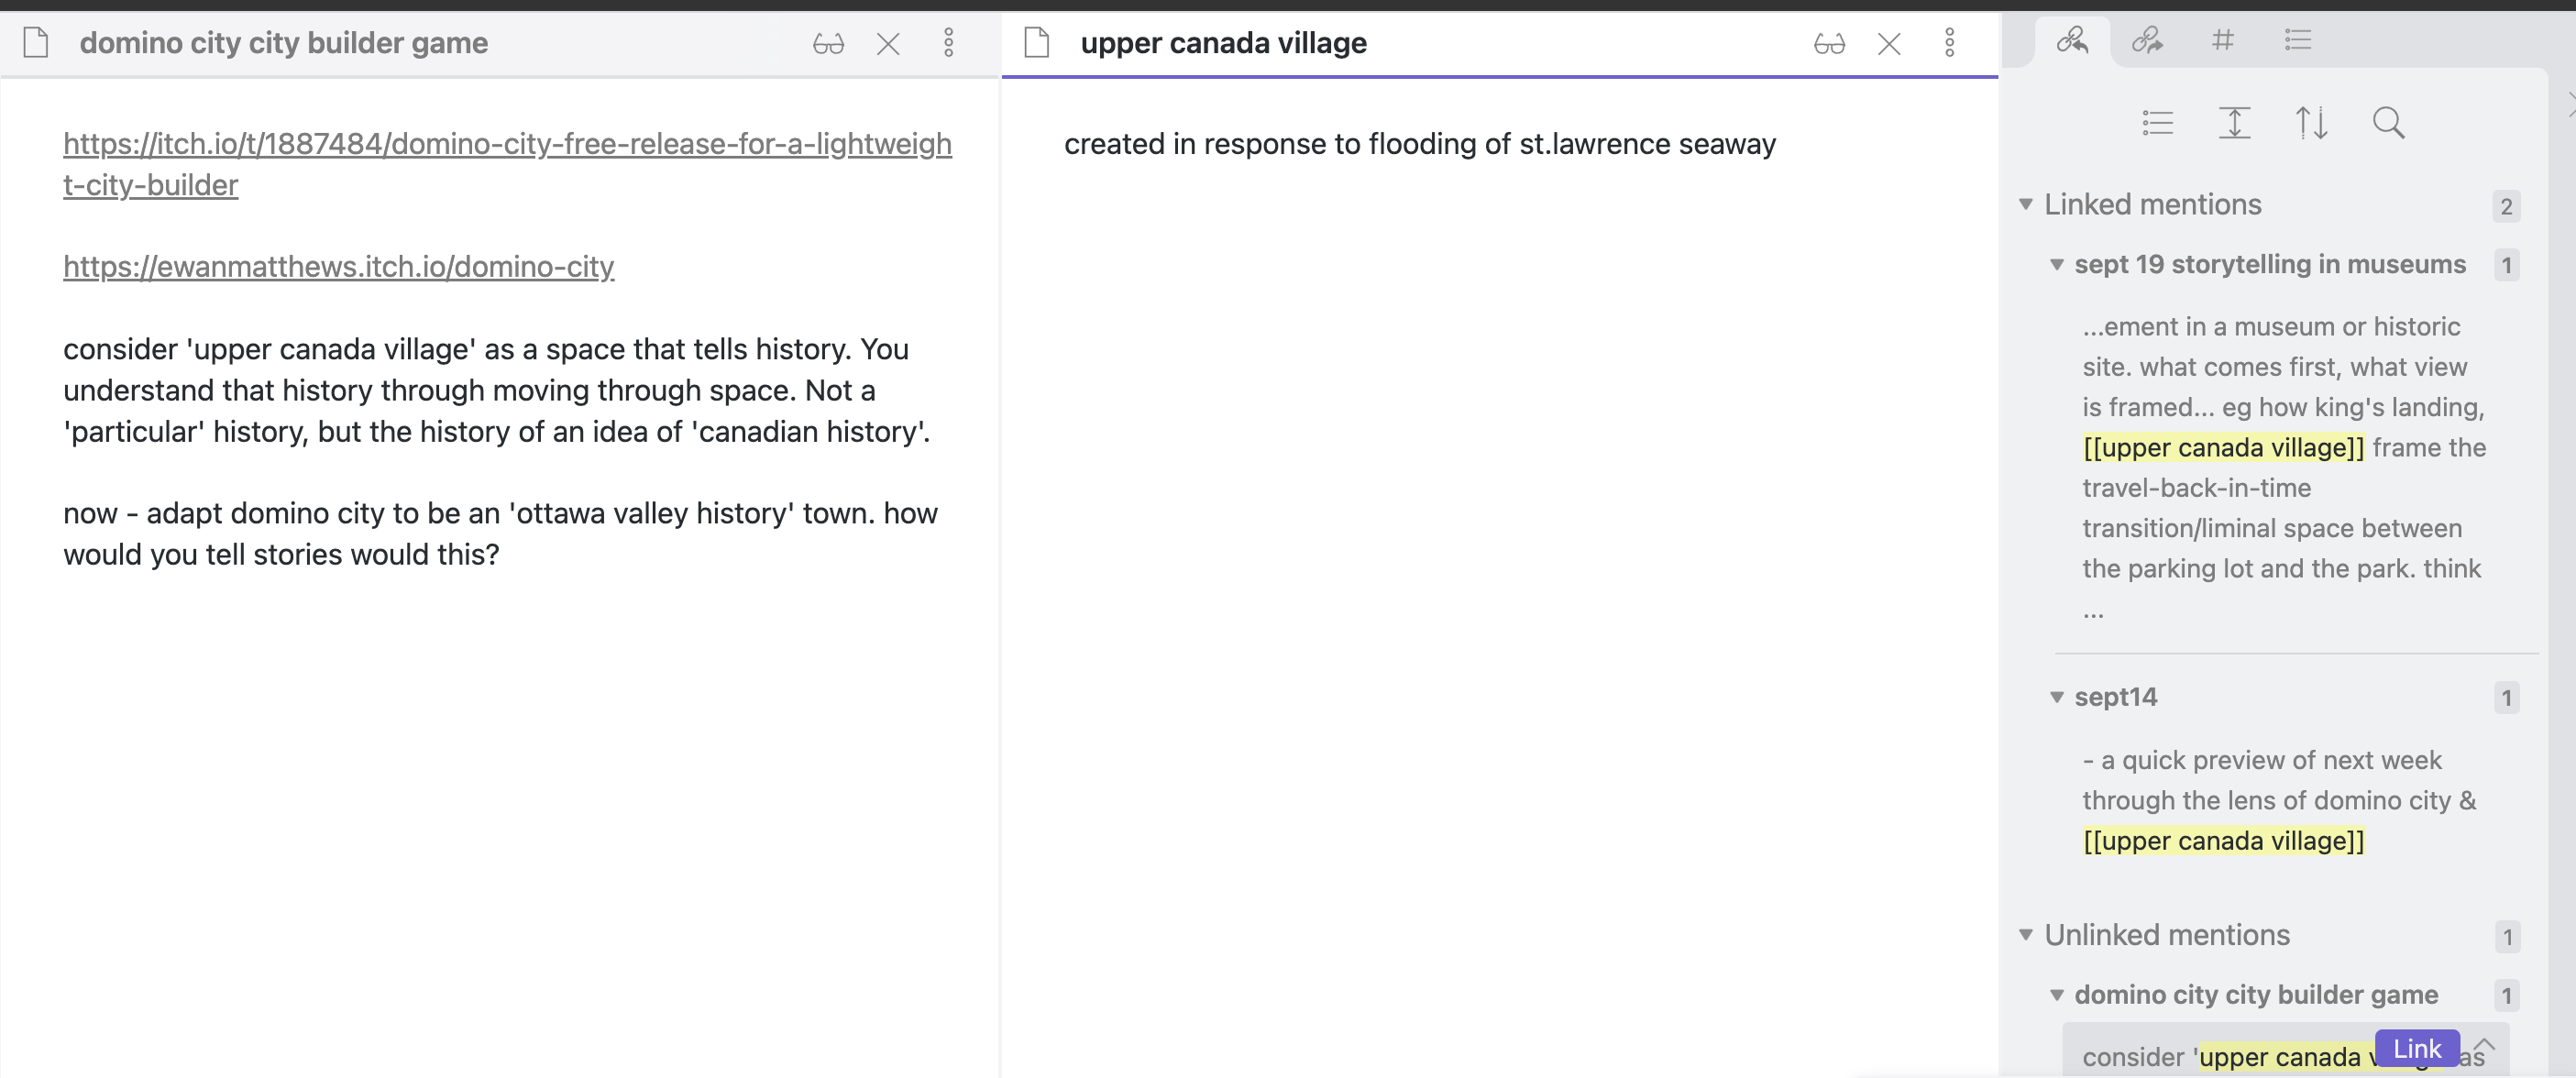 domino city city builder game
https://itch.io/t/1887484/domino-city-free-release-for-a-lightweigh
t-city-builder
https://ewanmatthews.itch.io/domino-city
consider 'upper canada village' as a space that tells history. You
understand that history through moving through space. Not a
'particular' history, but the history of an idea of 'canadian history'.
now - adapt domino city to be an 'ottawa valley history' town. how
would you tell stories would this?
upper canada village
created in response to flooding of st.lawrence seaway
Linked mentions 2
sept 19 storytelling in museums 1
...ement in a museum or historic
site. what comes first, what view
is framed... eg how king's landing,
[[upper canada village]] frame the
travel-back-in-time
transition/liminal space between
the parking lot and the park. think
...
sept14 1
- a quick preview of next week
through the lens of domino city &
[[upper canada village]]
Unlinked mentions 1
domino city city builder game 1
consider 'upper canada
Link
as